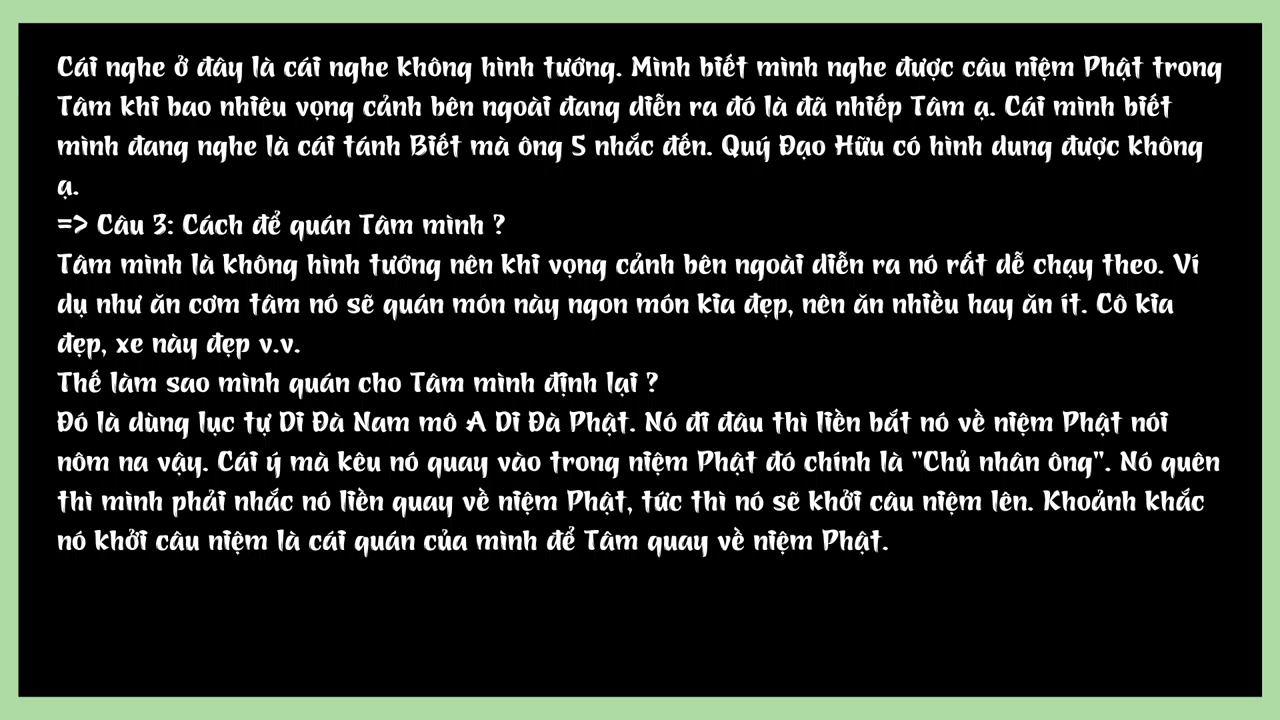 Cái nghe ở đây là cái nghe không hình tướng. Mình biết mình nghe được câu niệm Phật trong
Tâm khi bao nhiêu vọng cảnh bên ngoài đang diễn ra đó là đã nhiếp Tâm ạ. Cái mình biết
mình đang nghe là cái tánh Biết mà ông 5 nhắc đến. Quý Đạo Hữu có hình dung được không
ạ.
=> Câu 3: Cách để quán Tâm mình ?
Tâm mình là không hình tướng nên khi vọng cảnh bên ngoài diễn ra nó rất dễ chạy theo. Ví
dụ như ăn cơm tâm nó sẽ quán món này ngon món kia đẹp, nên ăn nhiều hay ăn ít. Cô kia
đẹp, xe này đẹp v.v.
Thế làm sao mình quán cho Tâm mình định lại ?
Đó là dùng lục tự Di Đà Nam mô A Di Đà Phật. Nó đi đâu thì liền bắt nó về niệm Phật nói
nôm na vậy. Cái ý mà kêu nó quay vào trong niệm Phật đó chính là "Chủ nhân ông". Nó quên
thì mình phải nhắc nó liền quay về niệm Phật, tức thì nó sẽ khởi câu niệm lên. Khoảnh khắc
nó khởi câu niệm là cái quán của mình để Tâm quay về niệm Phật.